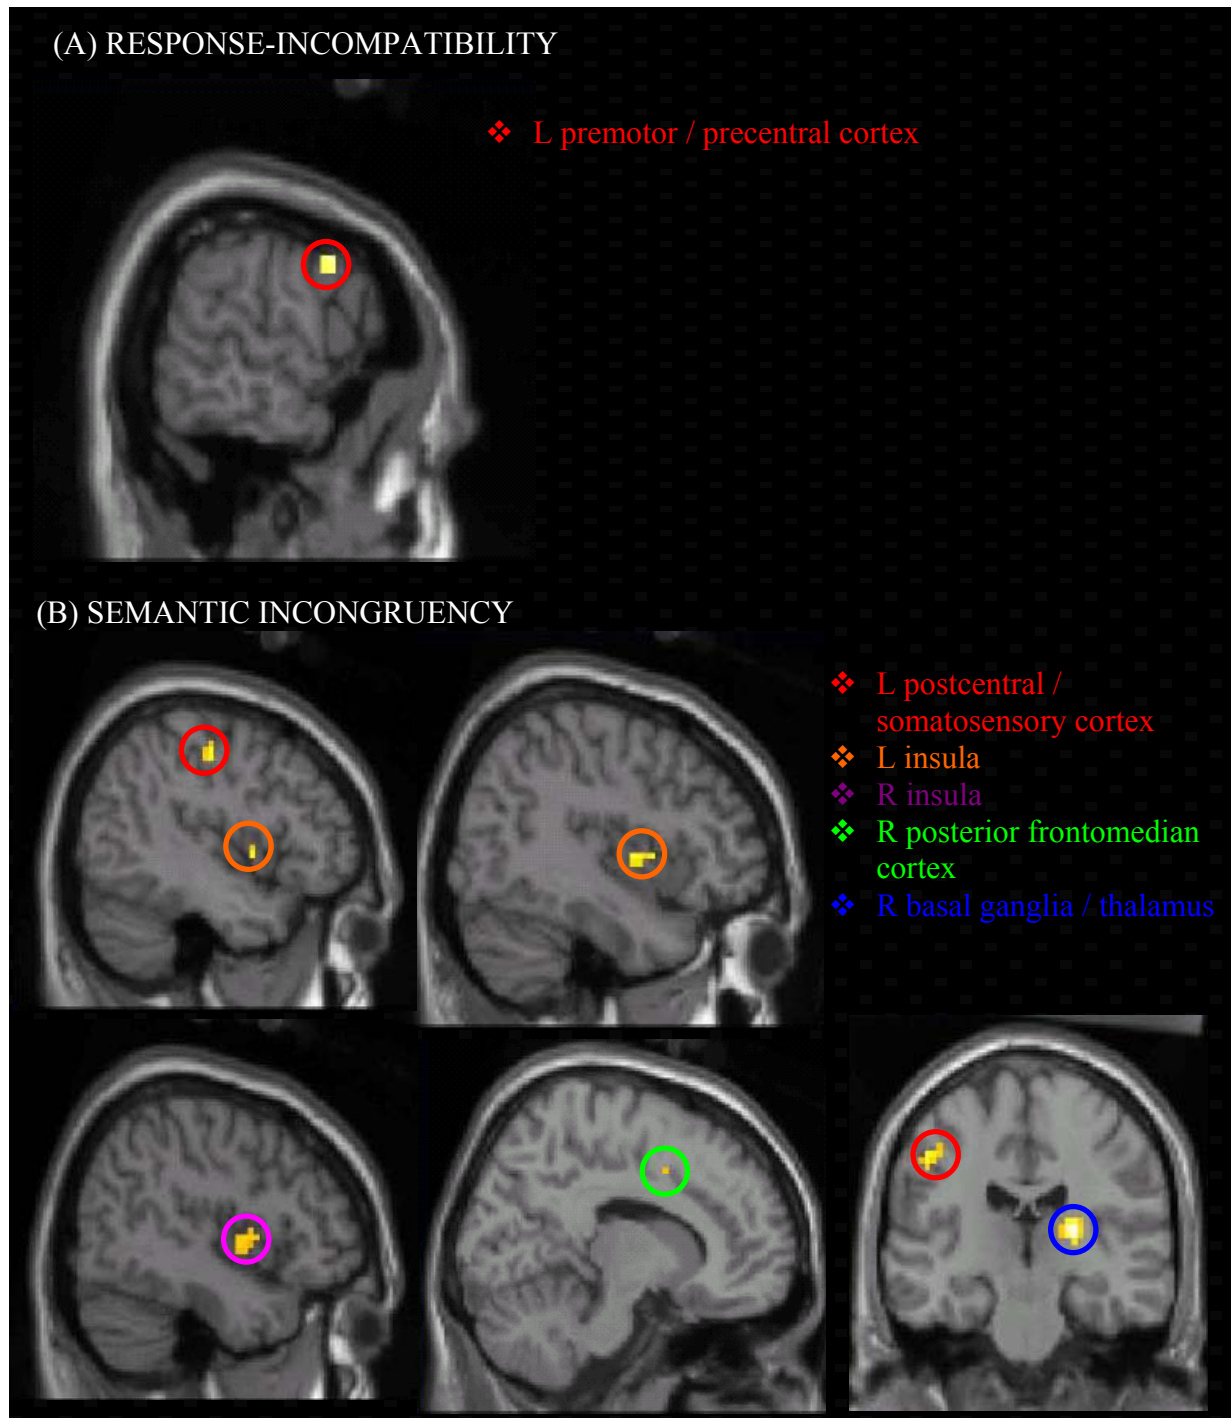 (A) RESPONSE-INCOMPATIBILITY
❖ L premotor / precentral cortex
(B) SEMANTIC INCONGRUENCY
❖ L postcentral /
somatosensory cortex
❖ L insula
❖ R insula
❖ R posterior frontomedian
cortex
❖ R basal ganglia / thalamus